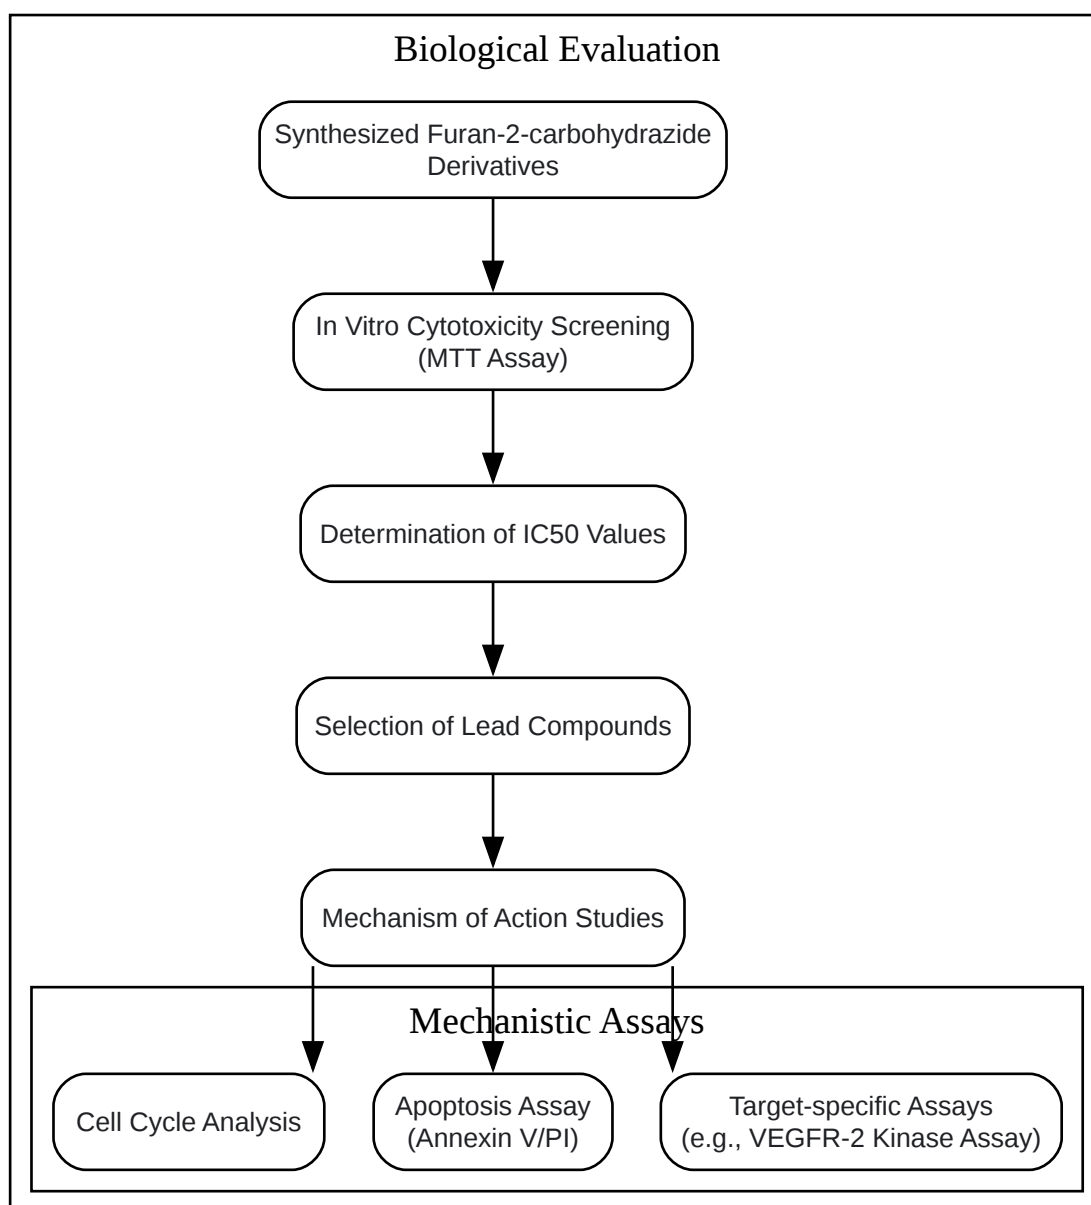 Biological Evaluation
Synthesized Furan-2-carbohydrazide
Derivatives
In Vitro Cytotoxicity Screening
(MTT Assay)
Determination of IC50 Values
Selection of Lead Compounds
Mechanism of Action Studies
Mechanistic Assays
Cell Cycle Analysis
Apoptosis Assay
(Annexin V/PI)
Target-specific Assays
(e.g., VEGFR-2 Kinase Assay)